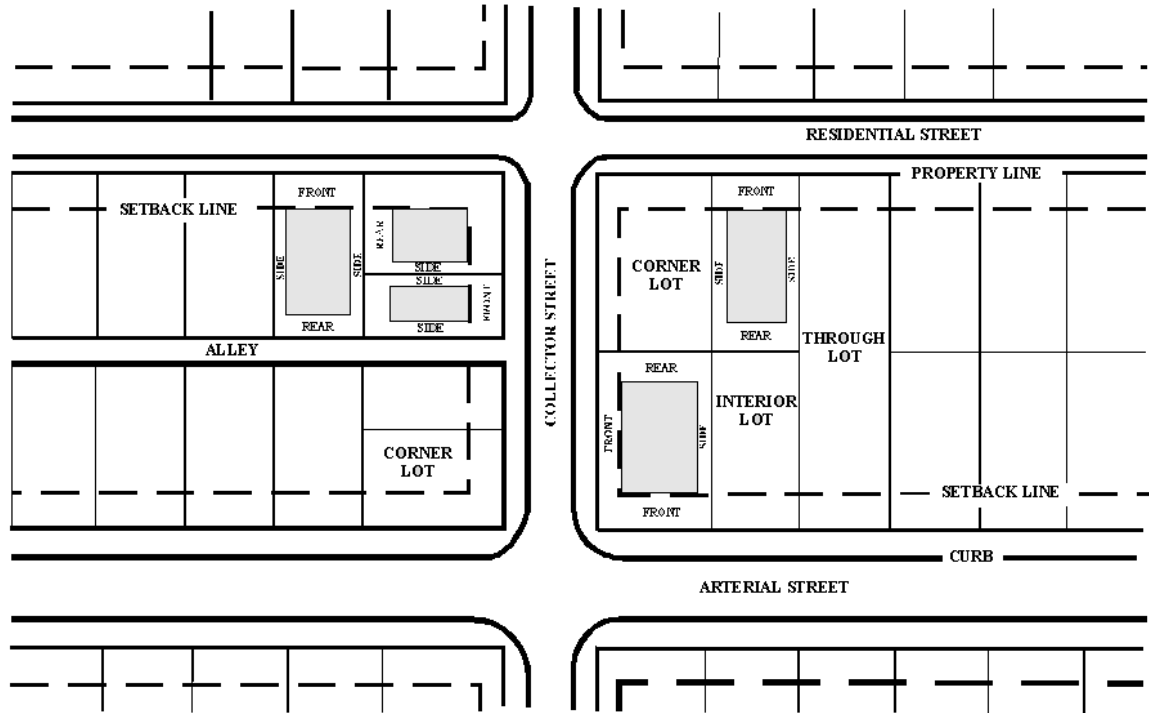 RESIDENTIAL STREET
PROPERTY LINE
FRONT
FRONT
SETBACK LINE
REAR
SIDE
SIDE
SIDE
SIDE
FRONT
SIDE
REAR
ALLEY
COLLECTOR STREET
CORNER
LOT
SIDE
SIDE
REAR
THROUGH
LOT
REAR
INTERIOR
LOT
FRONT
SIDE
CORNER
LOT
SETBACK LINE
FRONT
CURB
ARTERIAL STREET